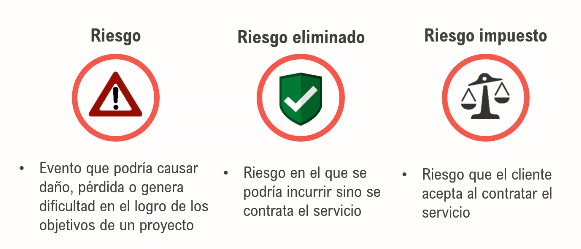 Riesgo
• Evento que podría causar
daño, pérdida o genera
dificultad en el logro de los
objetivos de un proyecto
Riesgo eliminado
• Riesgo en el que se
podría incurrir sino se
contrata el servicio
Riesgo impuesto
• Riesgo que el cliente
acepta al contratar el
servicio